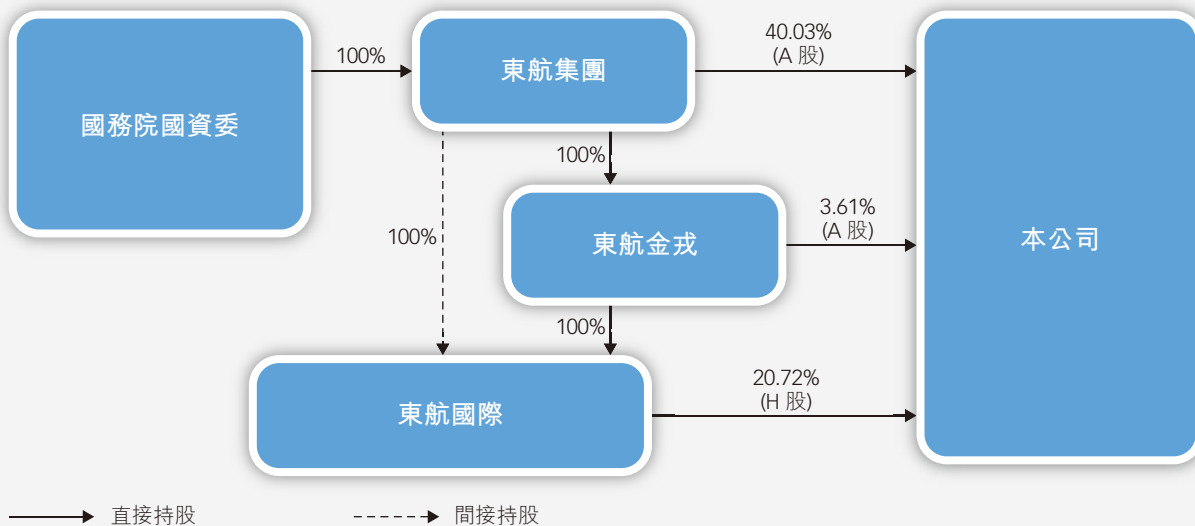 國務院國資委
100%
東航集團
40.03%
(A 股)
100%
100%
東航金戎
3.61%
(A 股)
本公司
100%
東航國際
20.72%
(H 股)
直接持股
間接持股